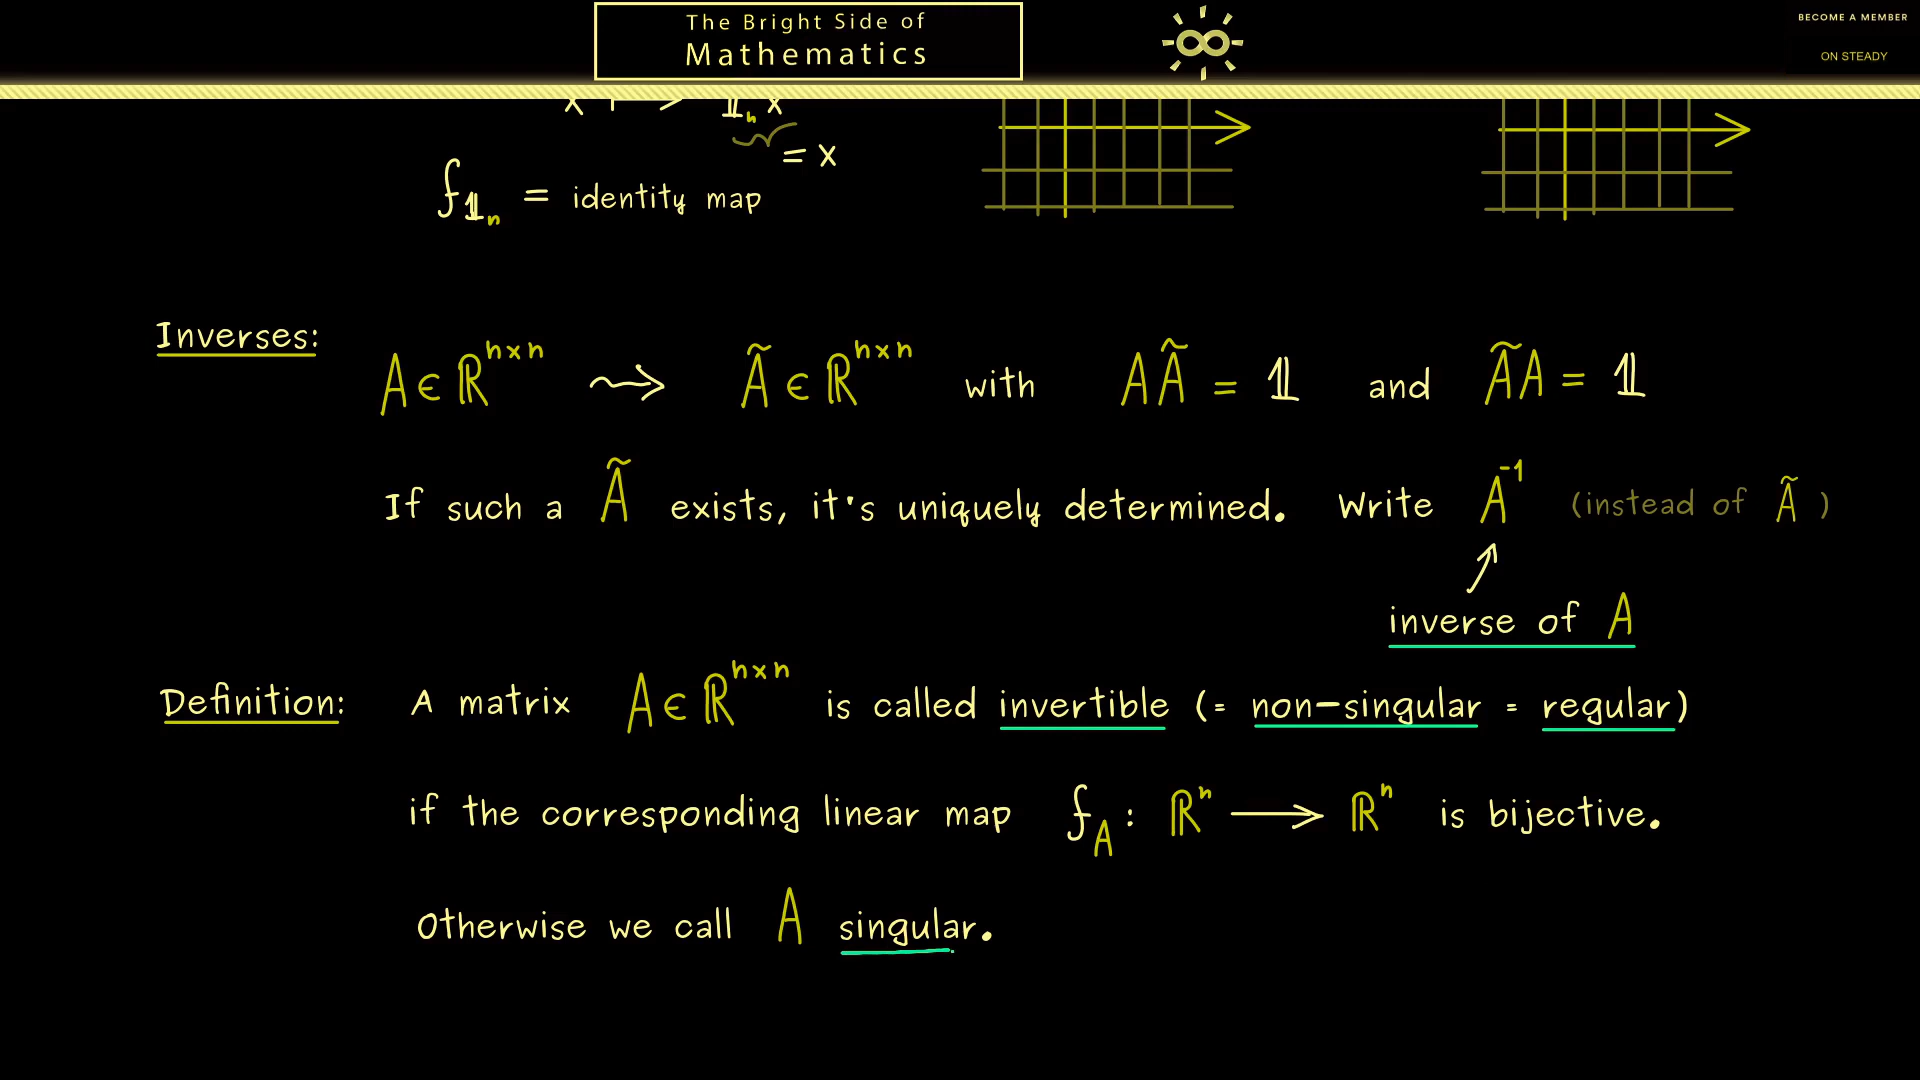 The Bright Side of
Mathematics
BECOME A MEMBER
ON STEADY
x ↦ 𝟙ₙ x
= x
f_𝟙ₙ = identity map
Inverses:
A ∈ ℝⁿˣⁿ ⇝ Ã ∈ ℝⁿˣⁿ with AÃ = 𝟙 and ÃA = 𝟙
If such a Ã exists, it's uniquely determined. Write A⁻¹ (instead of Ã)
inverse of A
Definition: A matrix A ∈ ℝⁿˣⁿ is called invertible (= non-singular = regular)
if the corresponding linear map f_A : ℝⁿ ⟶ ℝⁿ is bijective.
Otherwise we call A singular.